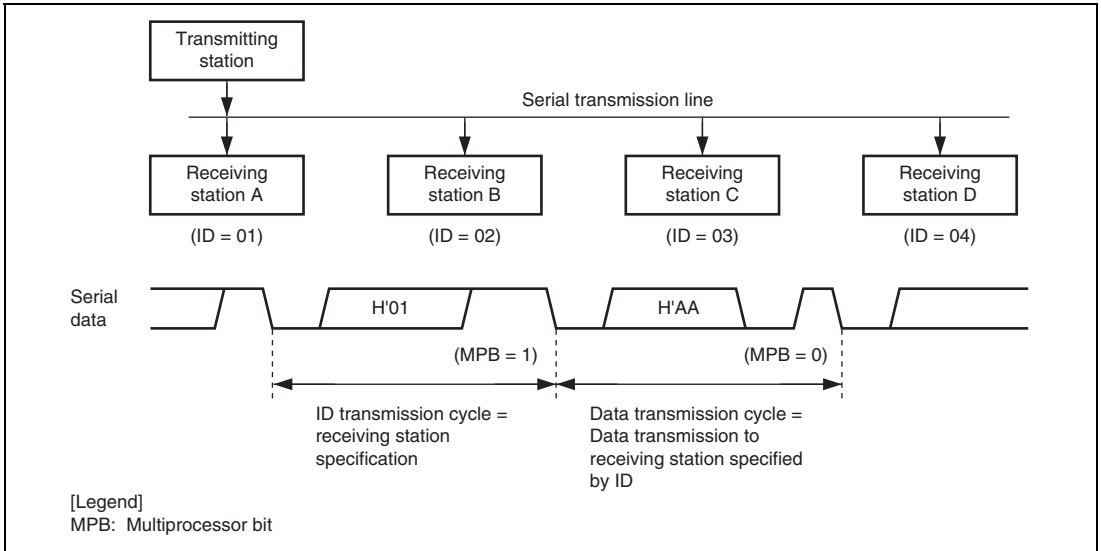 Transmitting
station
Serial transmission line
Receiving
station A
Receiving
station B
Receiving
station C
Receiving
station D
(ID = 01)
(ID = 02)
(ID = 03)
(ID = 04)
Serial
data
H'01
H'AA
(MPB = 1)
(MPB = 0)
ID transmission cycle =
receiving station
specification
Data transmission cycle =
Data transmission to
receiving station specified
by ID
[Legend]
MPB: Multiprocessor bit